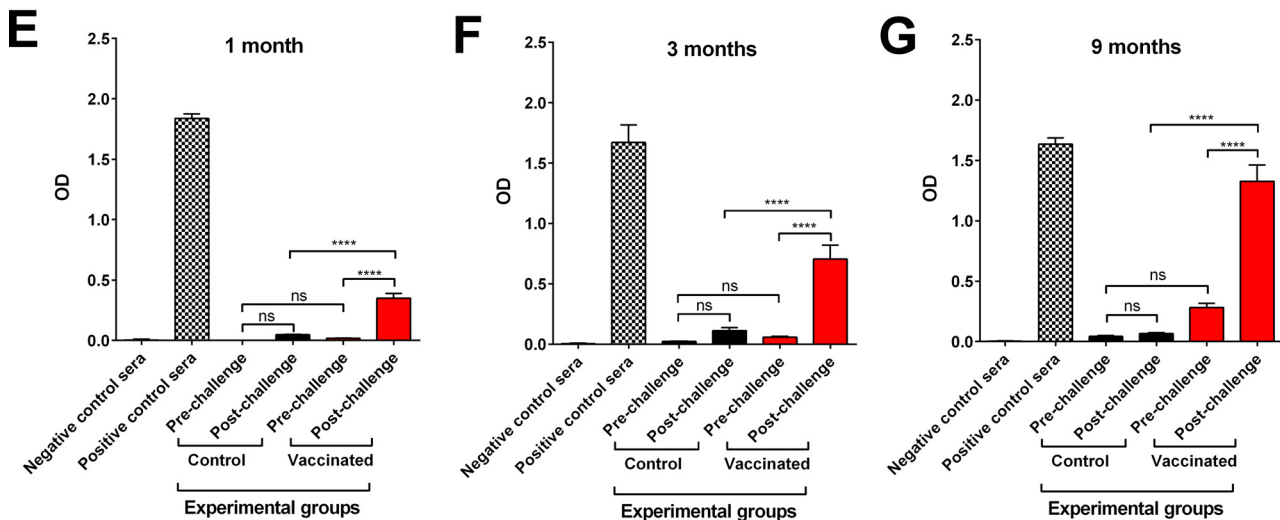 E
1 month
2.5
2.0
1.5
1.0
0.5
0.0
OD
****
****
ns
ns
Negative control sera
Positive control sera
Pre-challenge
Post-challenge
Pre-challenge
Post-challenge
Control
Vaccinated
Experimental groups
F
3 months
2.5
2.0
1.5
1.0
0.5
0.0
OD
****
****
ns
ns
Negative control sera
Positive control sera
Pre-challenge
Post-challenge
Pre-challenge
Post-challenge
Control
Vaccinated
Experimental groups
G
9 months
2.5
2.0
1.5
1.0
0.5
0.0
OD
****
****
ns
ns
Negative control sera
Positive control sera
Pre-challenge
Post-challenge
Pre-challenge
Post-challenge
Control
Vaccinated
Experimental groups